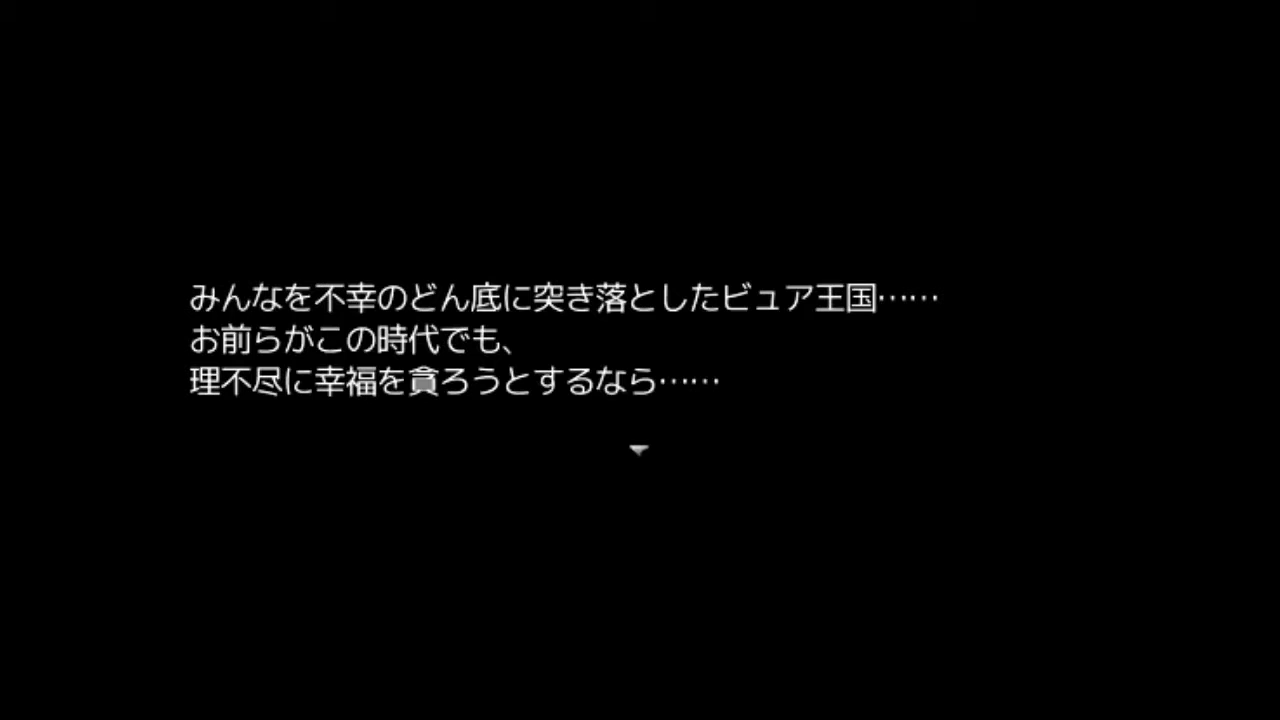 みんなを不幸のどん底に突き落としたピュア王国……
お前らがこの時代でも、
理不尽に幸福を貪ろうとするなら……